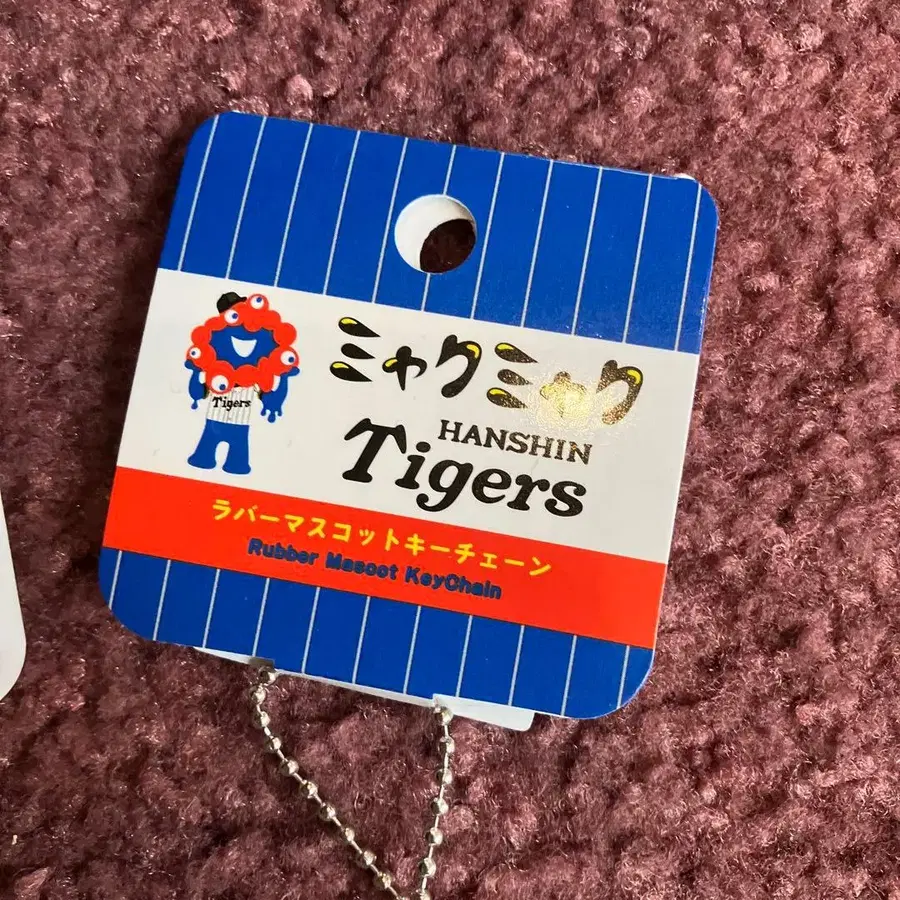 ミャクミャク
HANSHIN
Tigers
Tigers
ラバーマスコットキーチェーン
Rubber Mascot KeyChain